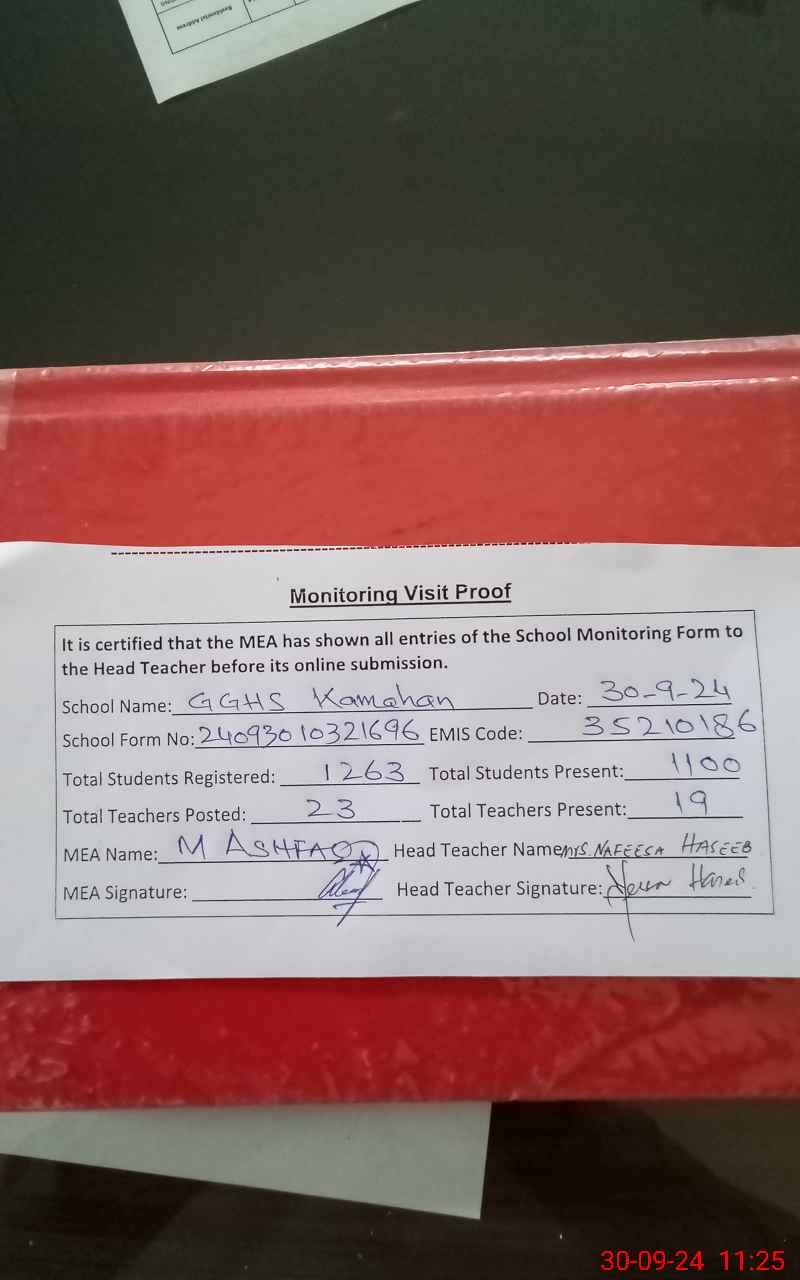 Residential Address
Monitoring Visit Proof
It is certified that the MEA has shown all entries of the School Monitoring Form to
the Head Teacher before its online submission.
School Name: GGHS Kamahan Date: 30-9-24
School Form No: 24093010321696 EMIS Code: 35210186
Total Students Registered: 1263 Total Students Present: 1100
Total Teachers Posted: 23 Total Teachers Present: 19
MEA Name: M ASHFAQ Head Teacher Name: Mrs. NAFEESA HASEEB
MEA Signature: Head Teacher Signature:
30-09-24 11:25